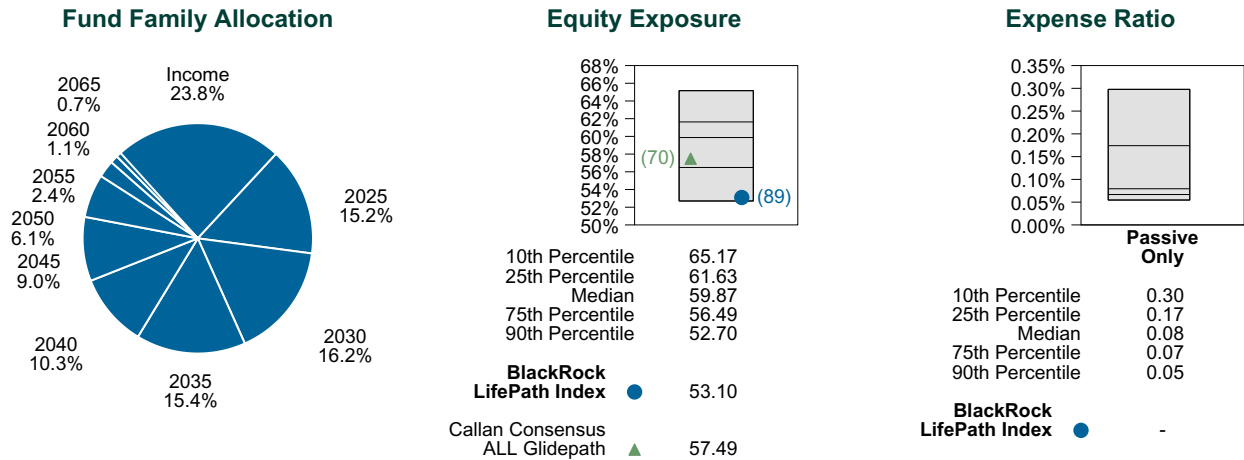 Fund Family Allocation
Income
23.8%
2025
15.2%
2030
16.2%
2035
15.4%
2040
10.3%
2045
9.0%
2050
6.1%
2055
2.4%
2060
1.1%
2065
0.7%
Equity Exposure
68%
66%
64%
62%
60%
58%
56%
54%
52%
50%
(70)
(89)
10th Percentile 65.17
25th Percentile 61.63
Median 59.87
75th Percentile 56.49
90th Percentile 52.70
BlackRock
LifePath Index 53.10
Callan Consensus
ALL Glidepath 57.49
Expense Ratio
0.35%
0.30%
0.25%
0.20%
0.15%
0.10%
0.05%
0.00%
Passive
Only
10th Percentile 0.30
25th Percentile 0.17
Median 0.08
75th Percentile 0.07
90th Percentile 0.05
BlackRock
LifePath Index -